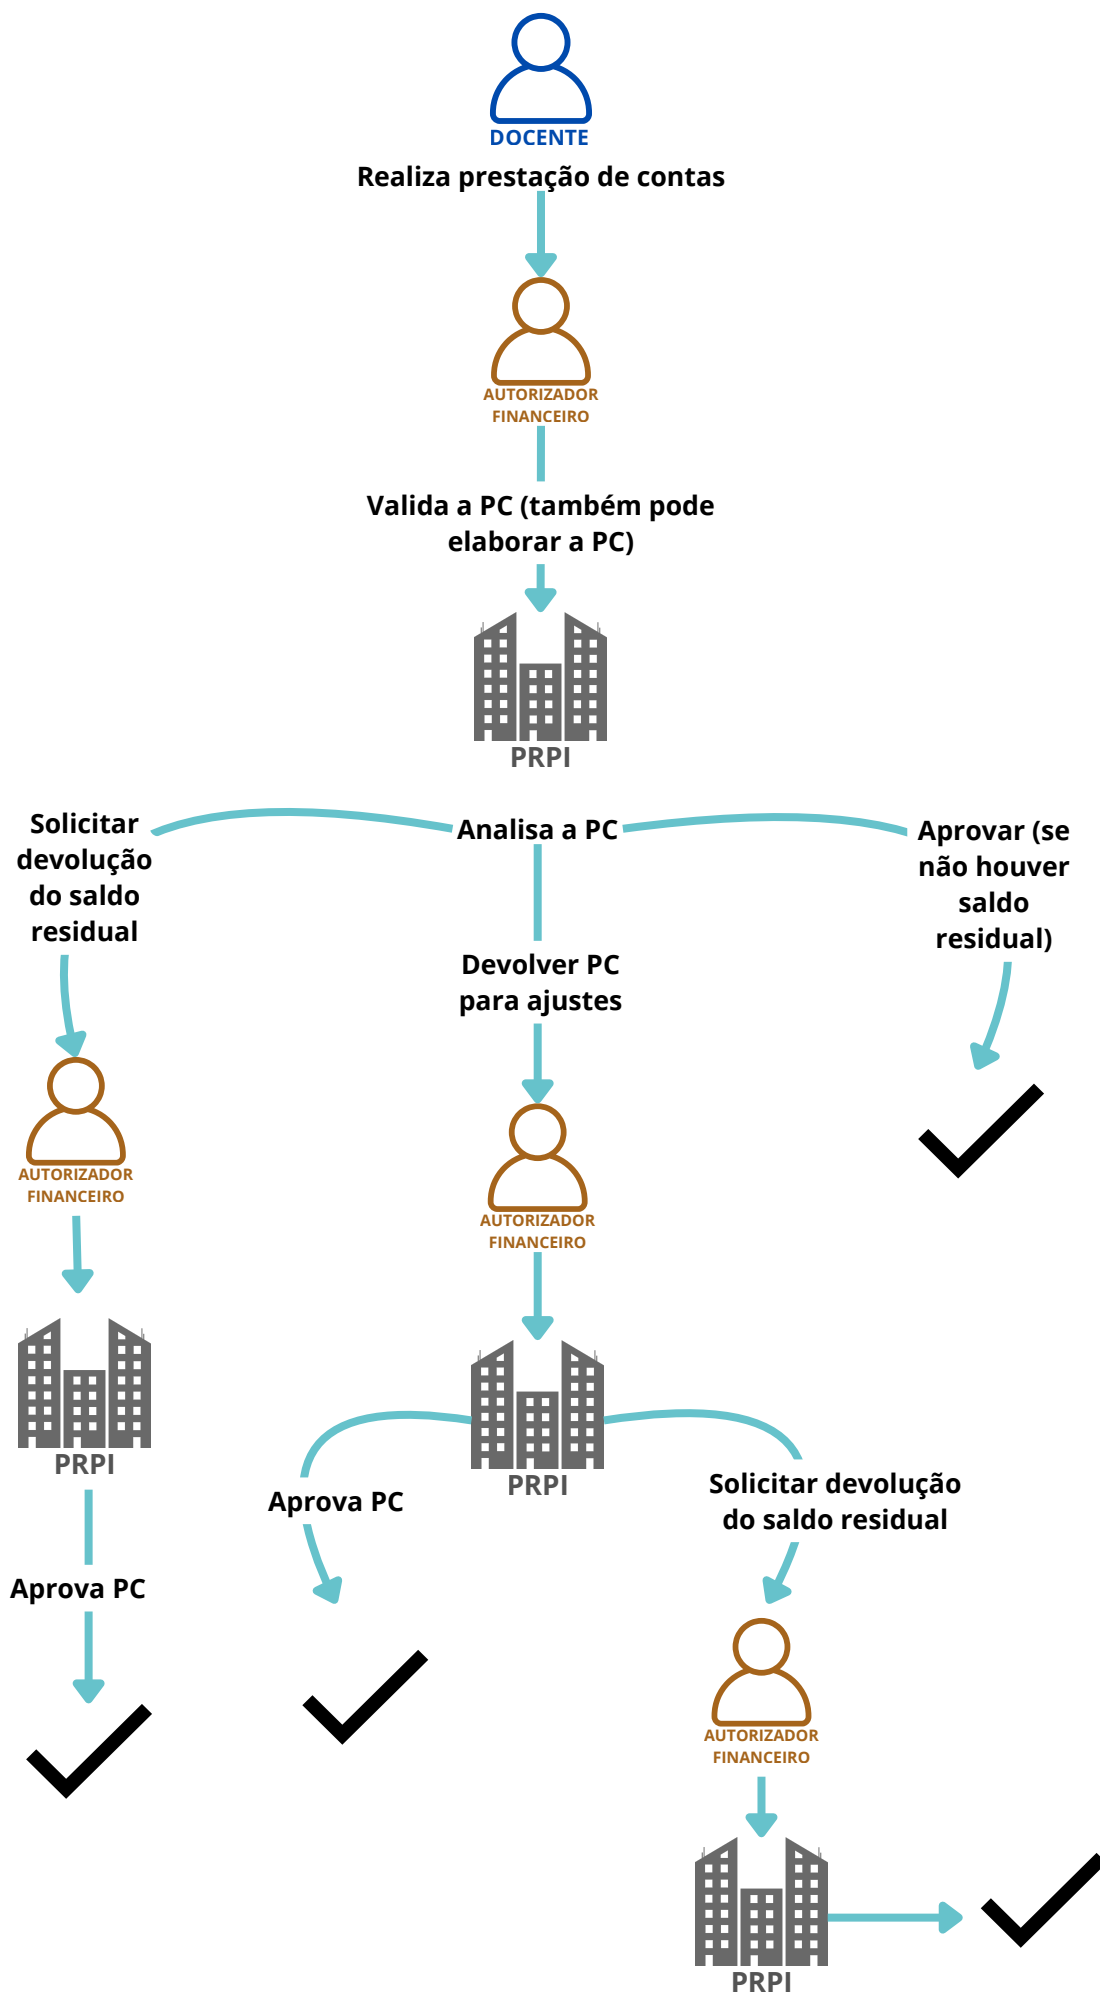 DOCENTE
Realiza prestação de contas
AUTORIZADOR
FINANCEIRO
Valida a PC (também pode
elaborar a PC)
PRPI
Solicitar
devolução
do saldo
residual
Analisa a PC
Aprovar (se
não houver
saldo
residual)
Devolver PC
para ajustes
AUTORIZADOR
FINANCEIRO
AUTORIZADOR
FINANCEIRO
PRPI
PRPI
Aprova PC
Aprova PC
Solicitar devolução
do saldo residual
AUTORIZADOR
FINANCEIRO
PRPI